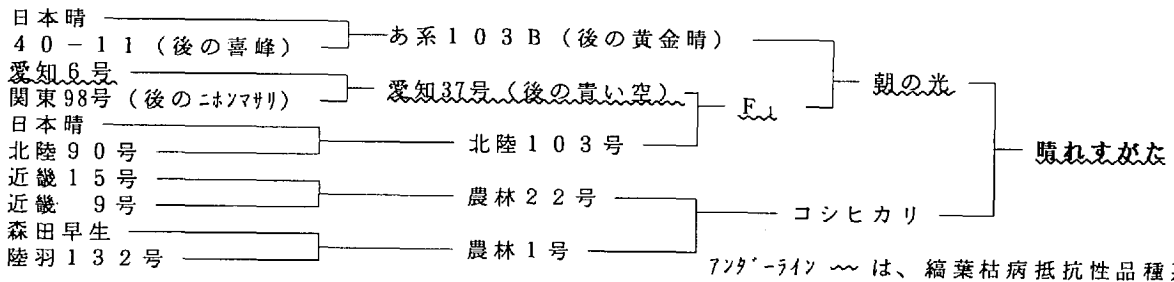 日本晴
40-11(後の喜峰)
あ系103B(後の黄金晴)
愛知6号
関東98号(後のニホンマサリ)
愛知37号(後の青い空)
F₁
朝の光
日本晴
北陸90号
北陸103号
晴れすがた
近畿15号
近畿 9号
農林22号
コシヒカリ
森田早生
陸羽132号
農林1号
アンダーライン 〜 は、縞葉枯病抵抗性品種